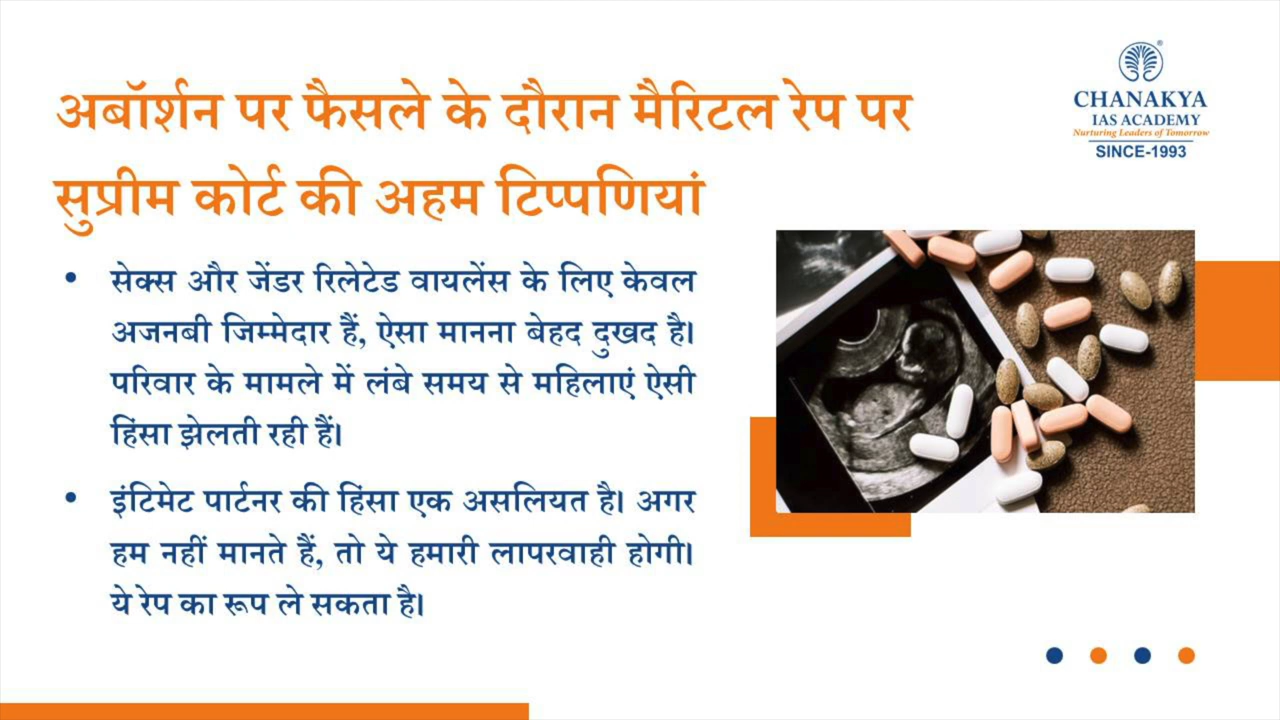 अबॉर्शन पर फैसले के दौरान मैरिटल रेप पर
सुप्रीम कोर्ट की अहम टिप्पणियां
CHANAKYA
IAS ACADEMY
Nurturing Leaders of Tomorrow
SINCE-1993
• सेक्स और जेंडर रिलेटेड वायलेंस के लिए केवल
अजनबी जिम्मेदार हैं, ऐसा मानना बेहद दुखद है।
परिवार के मामले में लंबे समय से महिलाएं ऐसी
हिंसा झेलती रही हैं।
• इंटिमेट पार्टनर की हिंसा एक असलियत है। अगर
हम नहीं मानते हैं, तो ये हमारी लापरवाही होगी।
ये रेप का रूप ले सकता है।